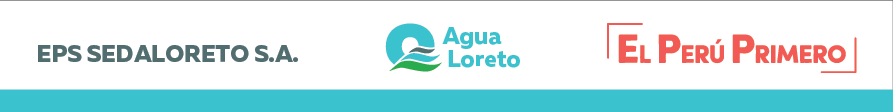 EPS SEDALORETO S.A.
Agua
Loreto
EL PERÚ PRIMERO